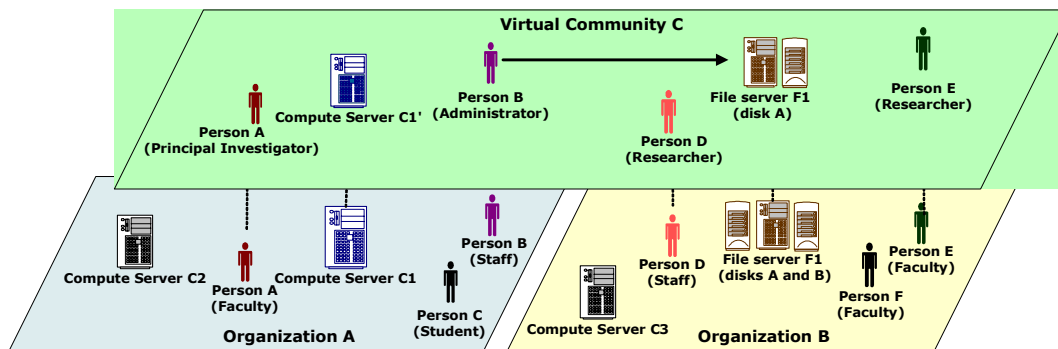 Virtual Community C
Person A
(Principal Investigator)
Compute Server C1'
Person B
(Administrator)
Person D
(Researcher)
File server F1
(disk A)
Person E
(Researcher)
Compute Server C2
Person A
(Faculty)
Compute Server C1
Person B
(Staff)
Person C
(Student)
Organization A
Compute Server C3
Person D
(Staff)
File server F1
(disks A and B)
Person E
(Faculty)
Person F
(Faculty)
Organization B